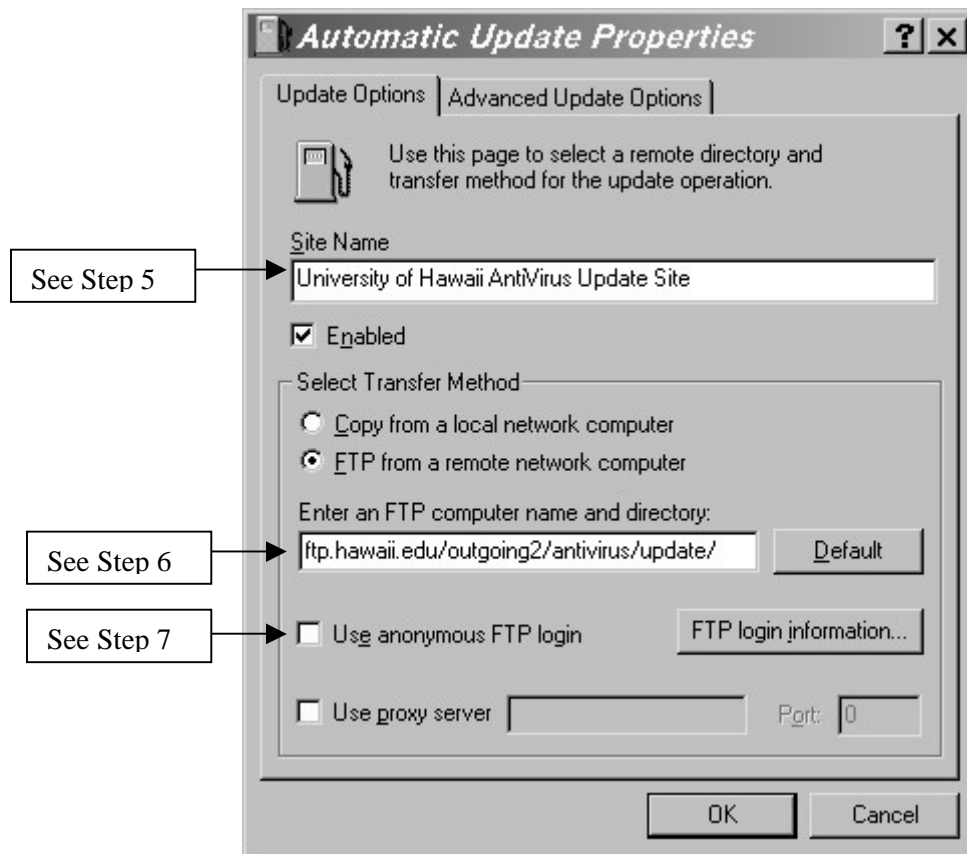 Automatic Update Properties
Update Options
Advanced Update Options
Use this page to select a remote directory and
transfer method for the update operation.
Site Name
See Step 5
University of Hawaii AntiVirus Update Site
Enabled
Select Transfer Method
Copy from a local network computer
FTP from a remote network computer
Enter an FTP computer name and directory:
See Step 6
ftp.hawaii.edu/outgoing2/antivirus/update/
Default
See Step 7
Use anonymous FTP login
FTP login information...
Use proxy server
Port:
0
OK
Cancel